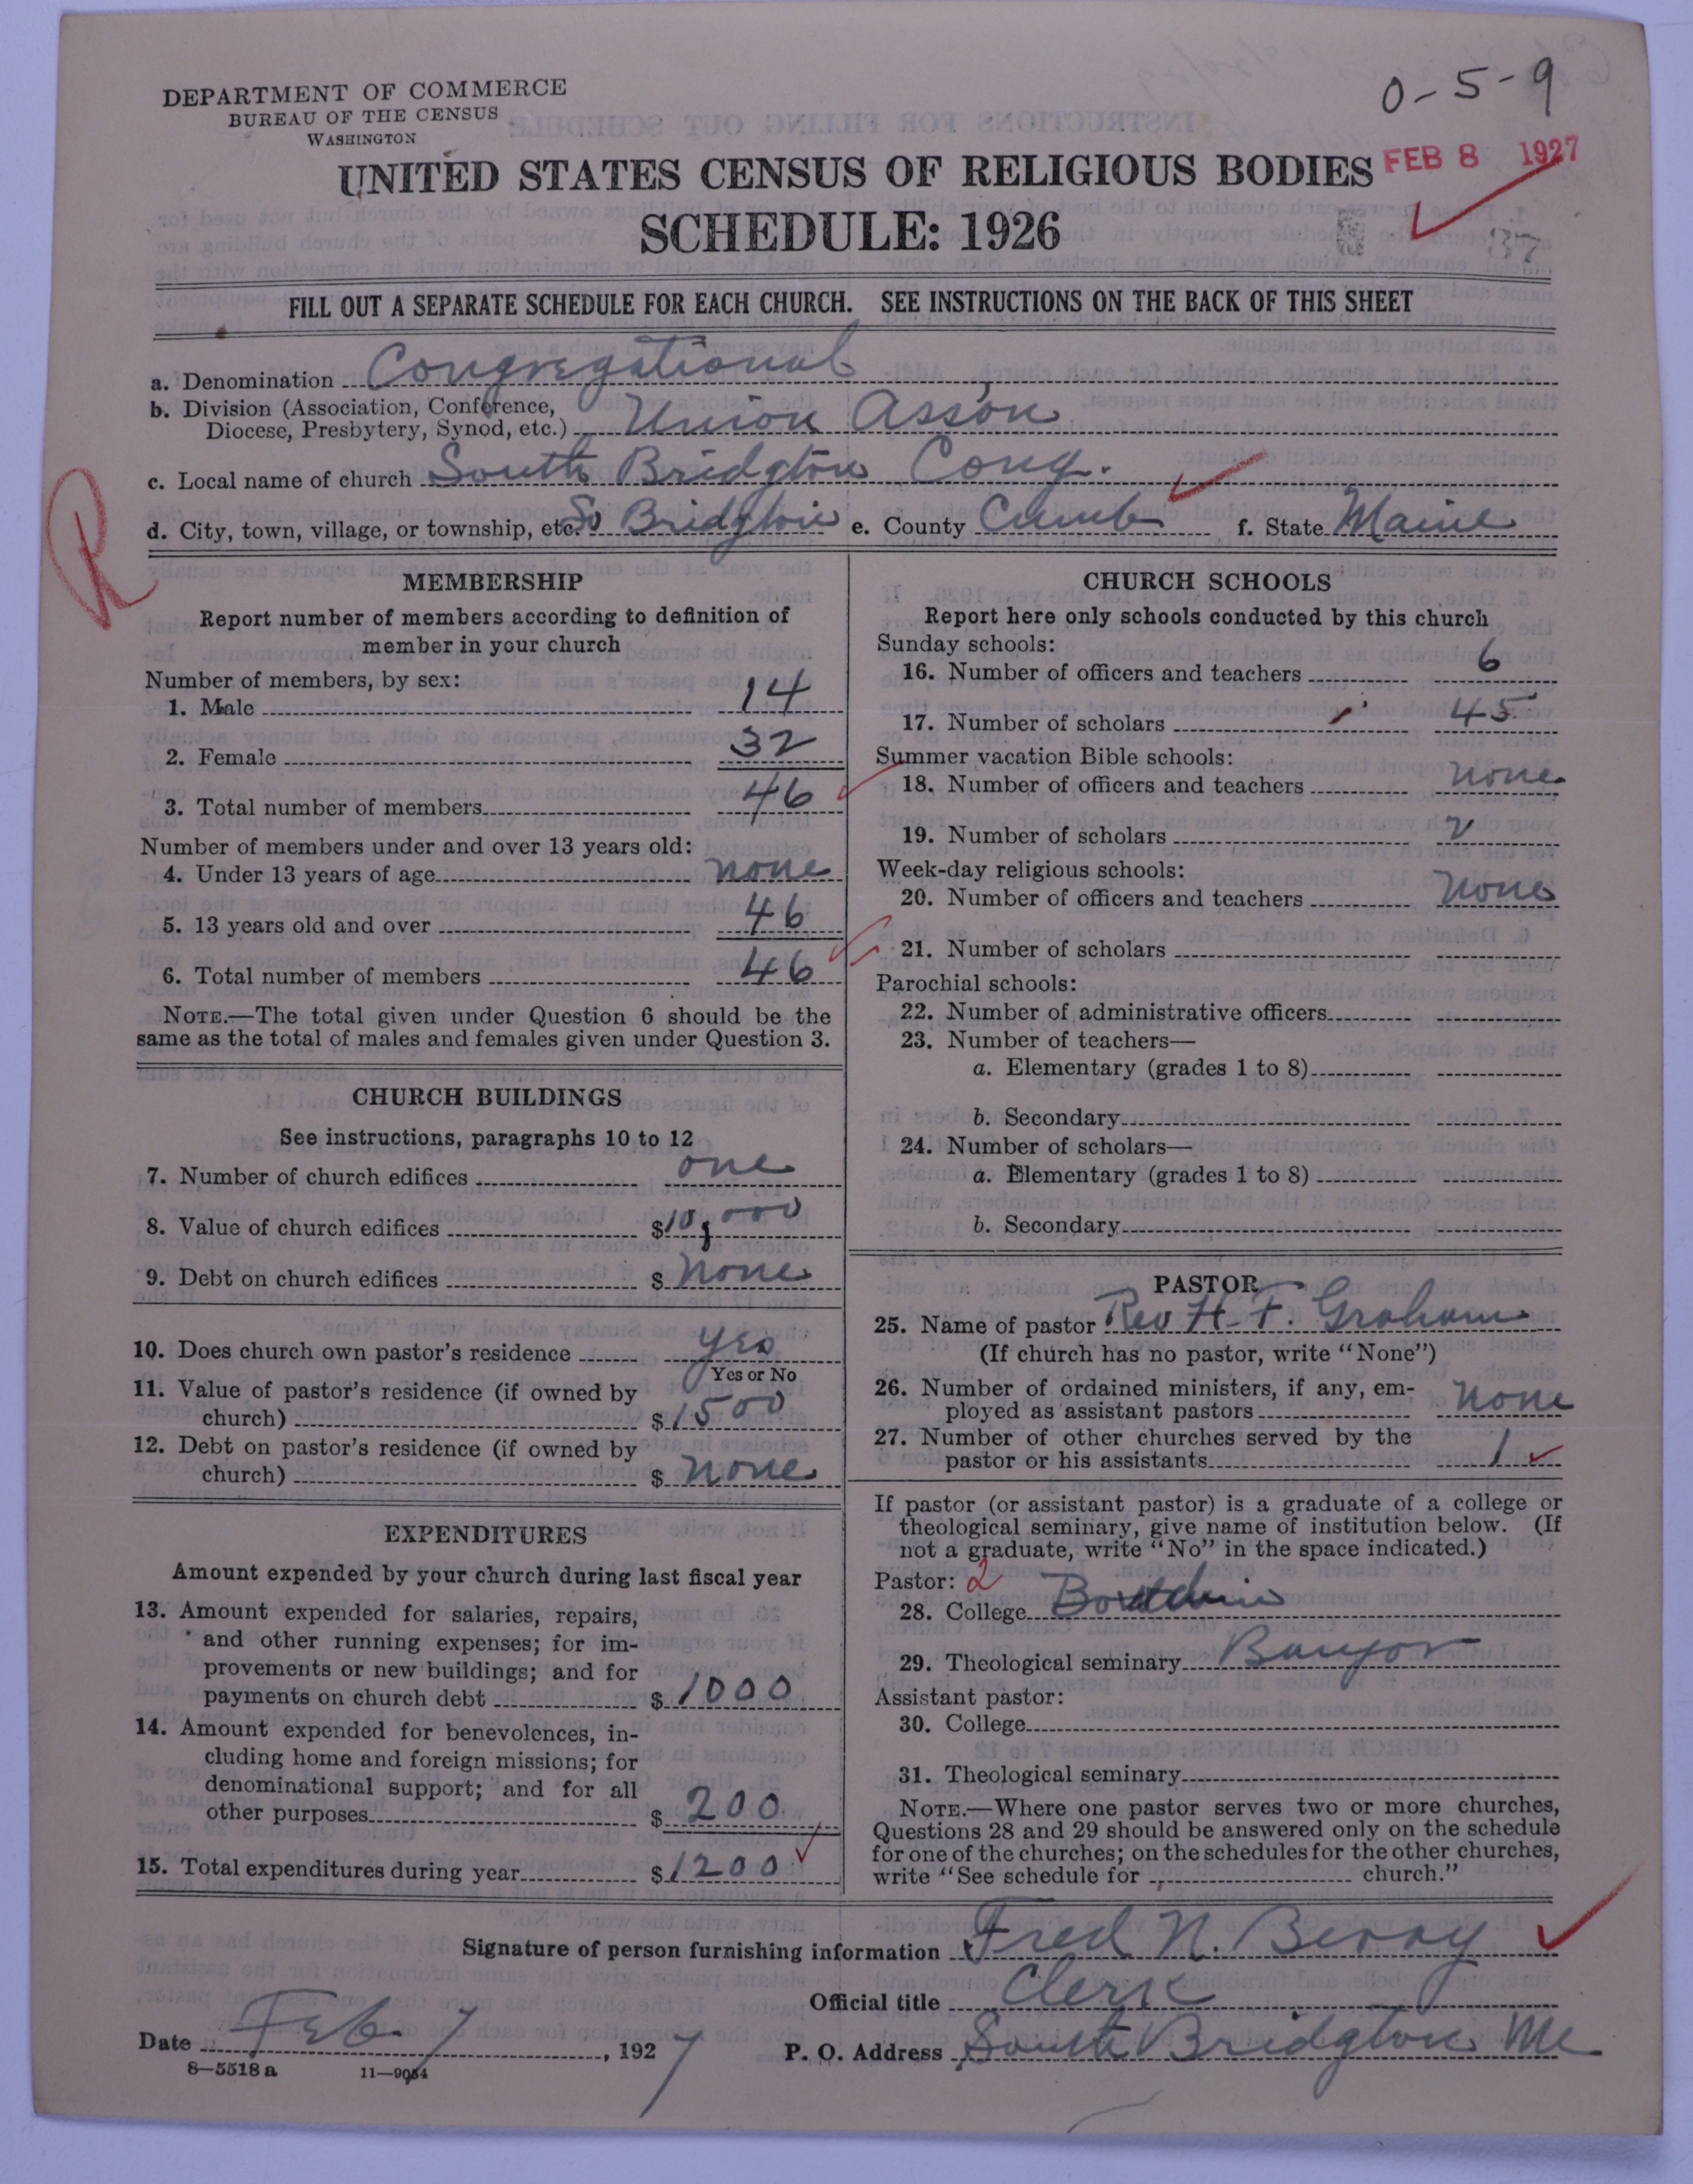 DEPARTMENT OF COMMERCE
BUREAU OF THE CENSUS
WASHINGTON
0-5-9
UNITED STATES CENSUS OF RELIGIOUS BODIES
FEB 8 1927
SCHEDULE: 1926
37
FILL OUT A SEPARATE SCHEDULE FOR EACH CHURCH. SEE INSTRUCTIONS ON THE BACK OF THIS SHEET
a. Denomination Congregational
b. Division (Association, Conference,
Diocese, Presbytery, Synod, etc.) Union Ass'on
c. Local name of church South Bridgton Cong.
d. City, town, village, or township, etc. So Bridgton e. County Cumb f. State Maine
R
MEMBERSHIP
Report number of members according to definition of
member in your church
Number of members, by sex:
1. Male 14
2. Female 32
3. Total number of members 46
Number of members under and over 13 years old:
4. Under 13 years of age none
5. 13 years old and over 46
6. Total number of members 46
NOTE.—The total given under Question 6 should be the
same as the total of males and females given under Question 3.
CHURCH BUILDINGS
See instructions, paragraphs 10 to 12
7. Number of church edifices one
8. Value of church edifices $10,000
9. Debt on church edifices $ none
10. Does church own pastor's residence yes
Yes or No
11. Value of pastor's residence (if owned by
church) $1500
12. Debt on pastor's residence (if owned by
church) $ none
EXPENDITURES
Amount expended by your church during last fiscal year
13. Amount expended for salaries, repairs,
and other running expenses; for im-
provements or new buildings; and for
payments on church debt $ 1000
14. Amount expended for benevolences, in-
cluding home and foreign missions; for
denominational support; and for all
other purposes $ 200
15. Total expenditures during year $1200
CHURCH SCHOOLS
Report here only schools conducted by this church
Sunday schools:
16. Number of officers and teachers 6
17. Number of scholars 45
Summer vacation Bible schools:
18. Number of officers and teachers none
19. Number of scholars
Week-day religious schools:
20. Number of officers and teachers none
21. Number of scholars
Parochial schools:
22. Number of administrative officers
23. Number of teachers—
a. Elementary (grades 1 to 8)
b. Secondary
24. Number of scholars—
a. Elementary (grades 1 to 8)
b. Secondary
PASTOR
25. Name of pastor Rev H. F. Graham
(If church has no pastor, write "None")
26. Number of ordained ministers, if any, em-
ployed as assistant pastors none
27. Number of other churches served by the
pastor or his assistants 1
If pastor (or assistant pastor) is a graduate of a college or
theological seminary, give name of institution below. (If
not a graduate, write "No" in the space indicated.)
Pastor: 2
28. College
29. Theological seminary Bangor
Assistant pastor:
30. College
31. Theological seminary
NOTE.—Where one pastor serves two or more churches,
Questions 28 and 29 should be answered only on the schedule
for one of the churches; on the schedules for the other churches,
write "See schedule for church."
Signature of person furnishing information Fred N. Berry
Official title Clerk
Date Feb 7, 1927 P. O. Address South Bridgton Me
8—5518 a 11—9054